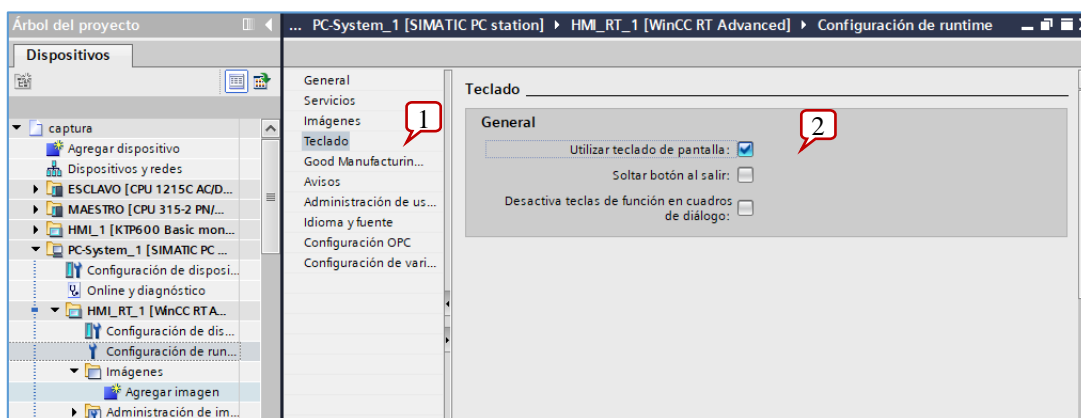 Árbol del proyecto
... PC-System_1 [SIMATIC PC station] HMI_RT_1 [WinCC RT Advanced] Configuración de runtime
Dispositivos
captura
Agregar dispositivo
Dispositivos y redes
ESCLAVO [CPU 1215C AC/D...
MAESTRO [CPU 315-2 PN/...
HMI_1 [KTP600 Basic mon...
PC-System_1 [SIMATIC PC ...
Configuración de disposi...
Online y diagnóstico
HMI_RT_1 [WinCC RT A...
Configuración de dis...
Configuración de run...
Imágenes
Agregar imagen
Administración de im...
General
Servicios
Imágenes
Teclado
Good Manufacturin...
Avisos
Administración de us...
Idioma y fuente
Configuración OPC
Configuración de vari...
1
Teclado
General
2
Utilizar teclado de pantalla:
Soltar botón al salir:
Desactiva teclas de función en cuadros
de diálogo: